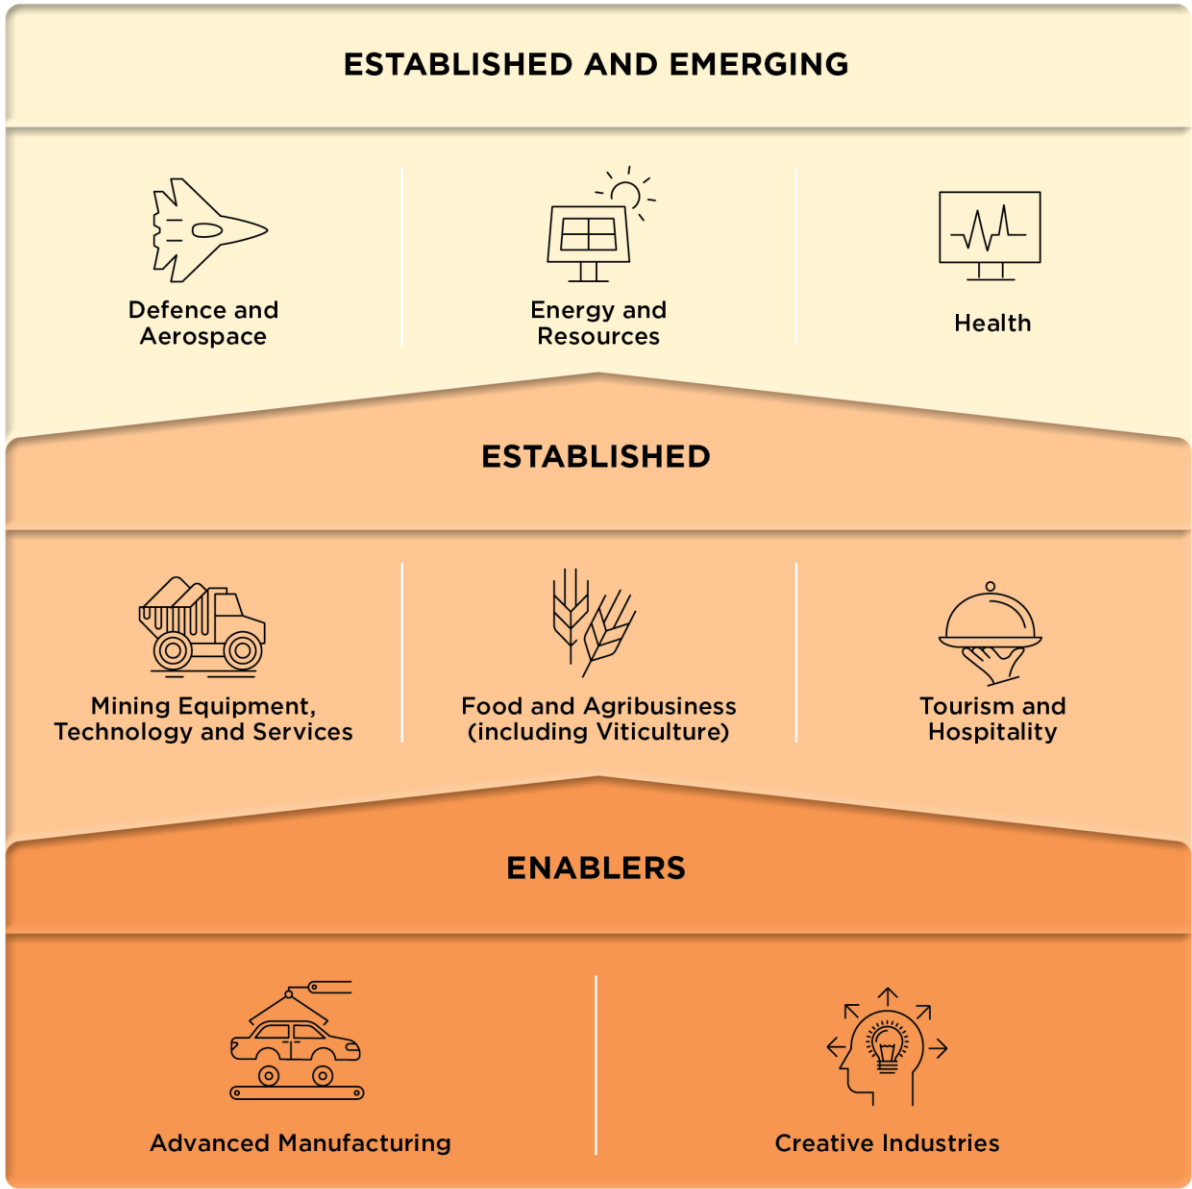 ESTABLISHED AND EMERGING
Defence and
Aerospace
Energy and
Resources
Health
ESTABLISHED
Mining Equipment,
Technology and Services
Food and Agribusiness
(including Viticulture)
Tourism and
Hospitality
ENABLERS
Advanced Manufacturing
Creative Industries